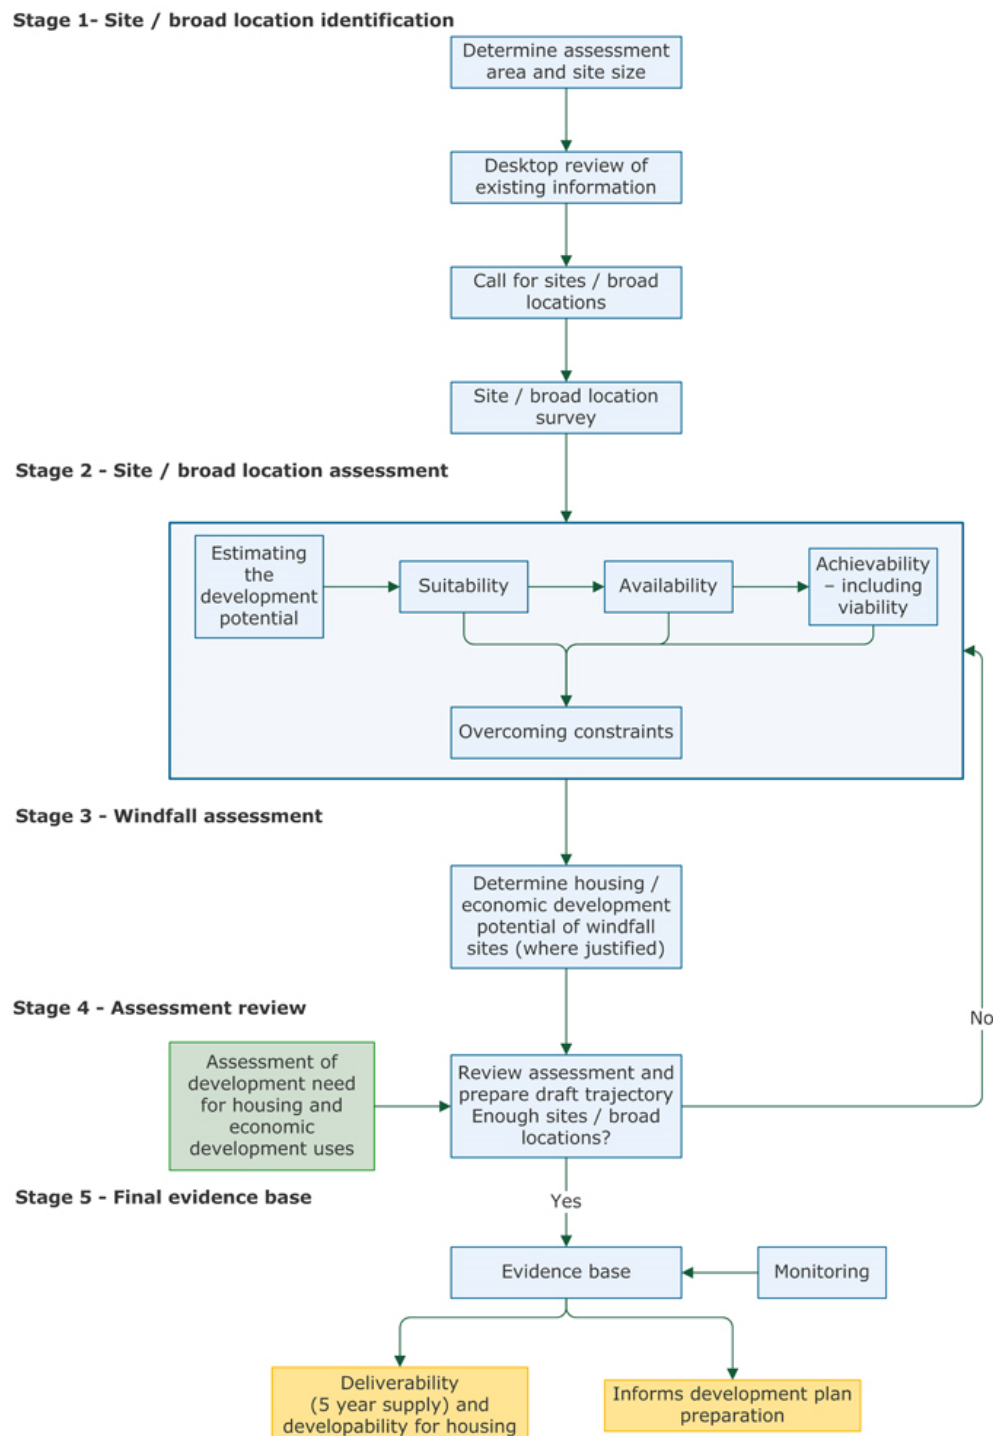 Stage 1- Site / broad location identification
Determine assessment
area and site size
Desktop review of
existing information
Call for sites / broad
locations
Site / broad location
survey
Stage 2 - Site / broad location assessment
Estimating
the
development
potential
Suitability
Availability
Achievability
– including
viability
Overcoming constraints
Stage 3 - Windfall assessment
Determine housing /
economic development
potential of windfall
sites (where justified)
Stage 4 - Assessment review
No
Assessment of
development need
for housing and
economic
development uses
Review assessment and
prepare draft trajectory
Enough sites / broad
locations?
Stage 5 - Final evidence base
Yes
Evidence base
Monitoring
Deliverability
(5 year supply) and
developability for housing
Informs development plan
preparation